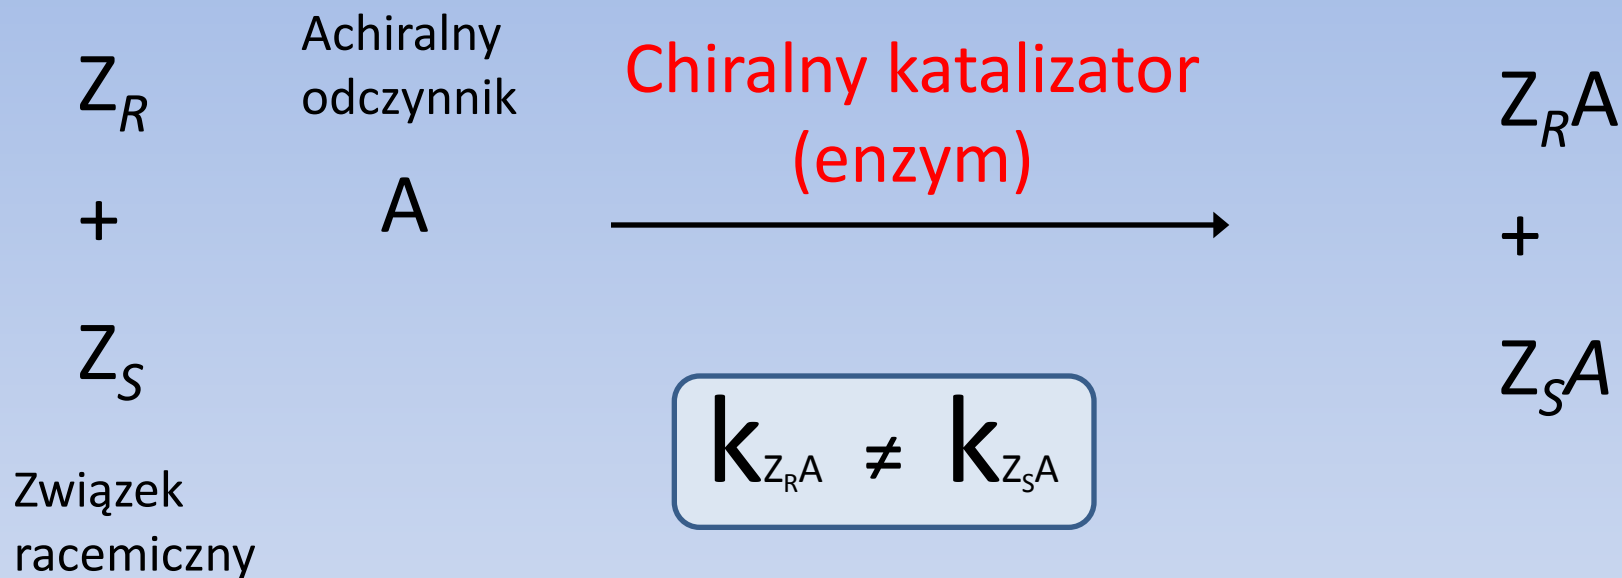 Z_R
+
Z_S
Związek
racemiczny
Achiralny
odczynnik
A
Chiralny katalizator
(enzym)
k_{Z_RA} ≠ k_{Z_SA}
Z_RA
+
Z_SA